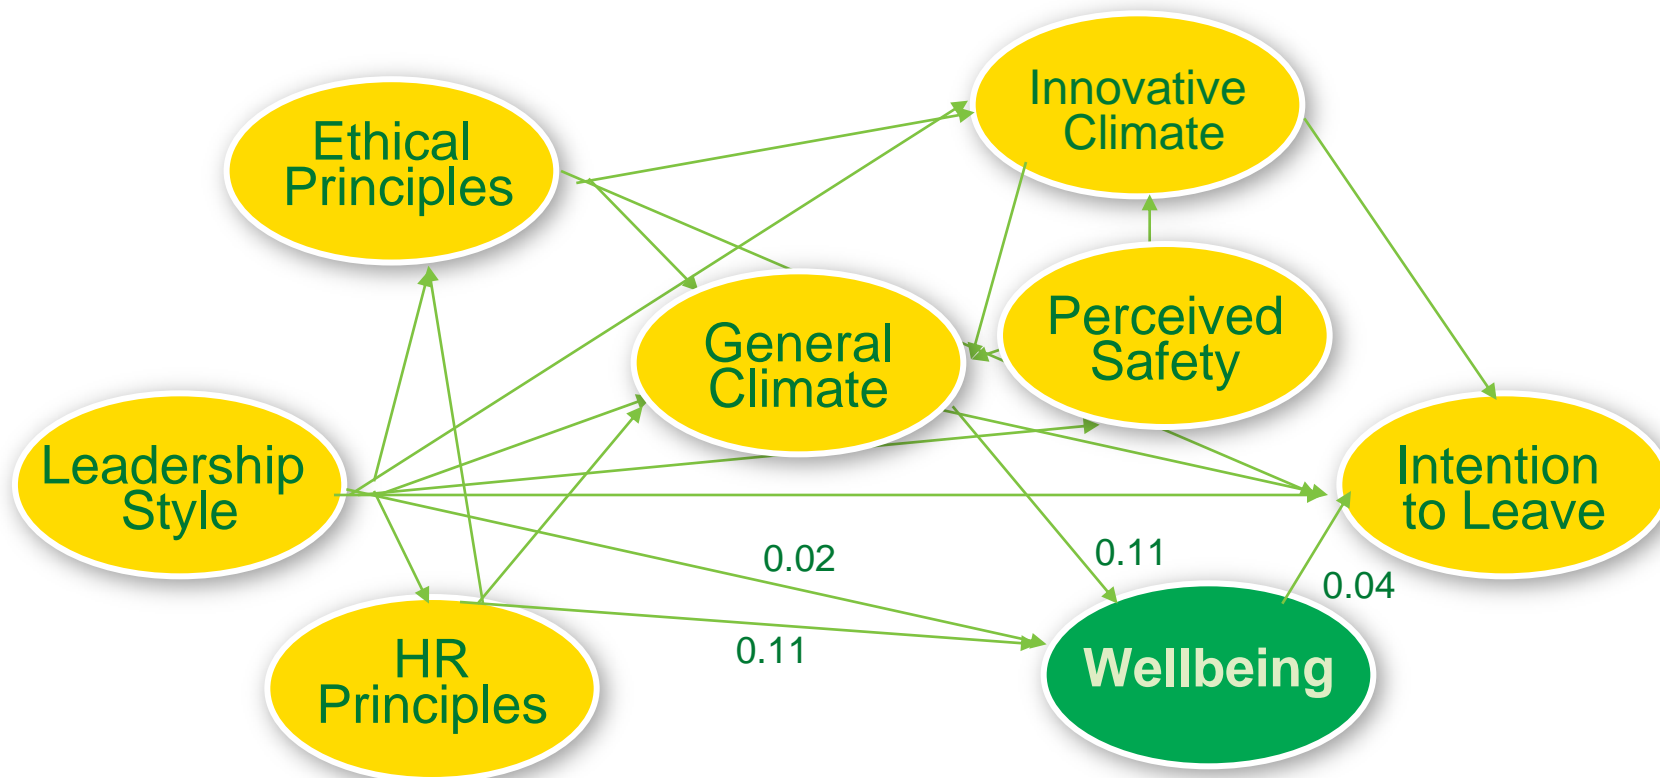 Innovative
Climate
Ethical
Principles
Perceived
Safety
General
Climate
Leadership
Style
Intention
to Leave
0.02
0.11
0.04
0.11
HR
Principles
Wellbeing